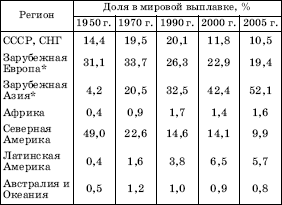 Регион
Доля в мировой выплавке, %
1950 г. 1970 г. 1990 г. 2000 г. 2005 г.
СССР, СНГ 14,4 19,5 20,1 11,8 10,5
Зарубежная
Европа* 31,1 33,7 26,3 22,9 19,4
Зарубежная
Азия* 4,2 20,5 32,5 42,4 52,1
Африка 0,4 0,9 1,7 1,4 1,6
Северная
Америка 49,0 22,6 14,6 14,1 9,9
Латинская
Америка 0,4 1,6 3,8 6,5 5,7
Австралия и
Океания 0,5 1,2 1,0 0,9 0,8